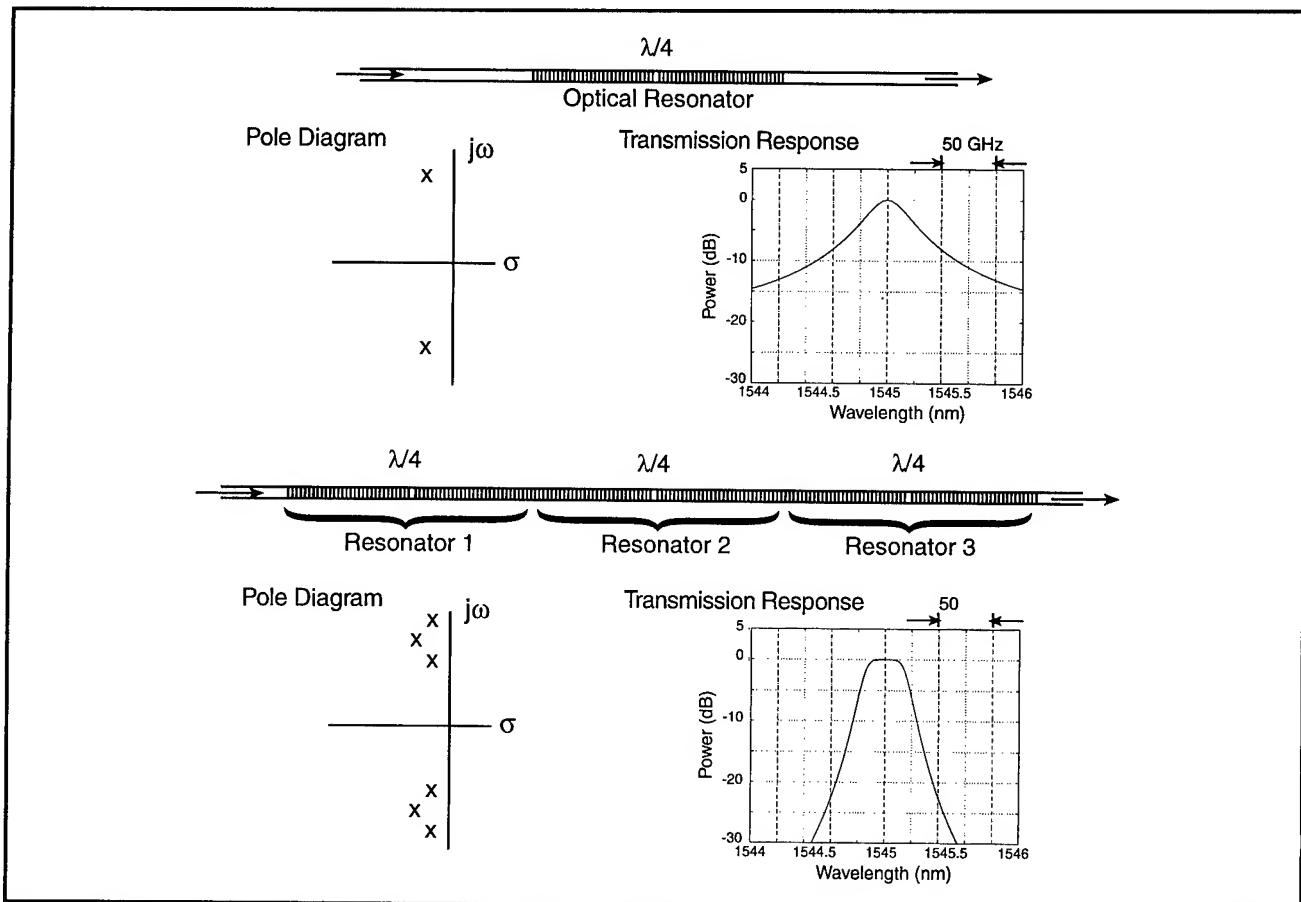 λ/4
Optical Resonator
Pole Diagram
jω
x
σ
x
Transmission Response
50 GHz
5
0
-10
-20
-30
Power (dB)
1544
1544.5
1545
1545.5
1546
Wavelength (nm)
λ/4
λ/4
λ/4
Resonator 1
Resonator 2
Resonator 3
Pole Diagram
jω
x
x
x
σ
x
x
x
Transmission Response
50
5
0
-10
-20
-30
Power (dB)
1544
1544.5
1545
1545.5
1546
Wavelength (nm)